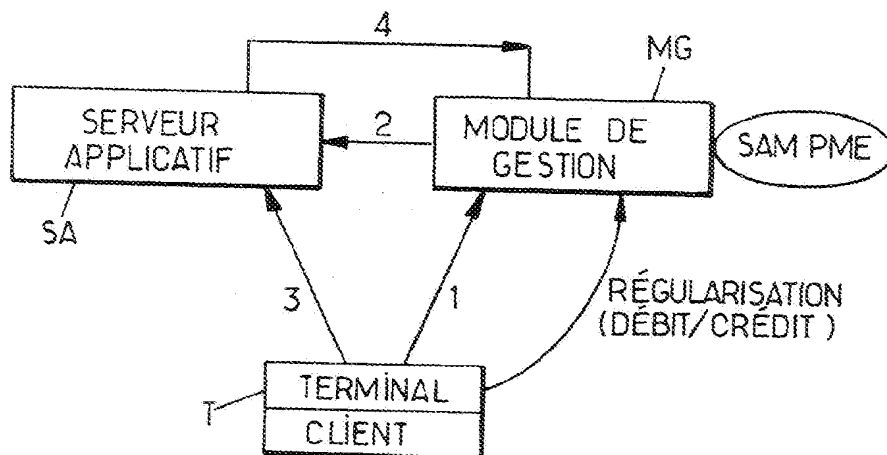 4
MG
SERVEUR
APPLICATIF
2
MODULE DE
GESTION
SAM PME
SA
3
1
RÉGULARISATION
(DÉBIT/CRÉDIT)
T
TERMINAL
CLIENT